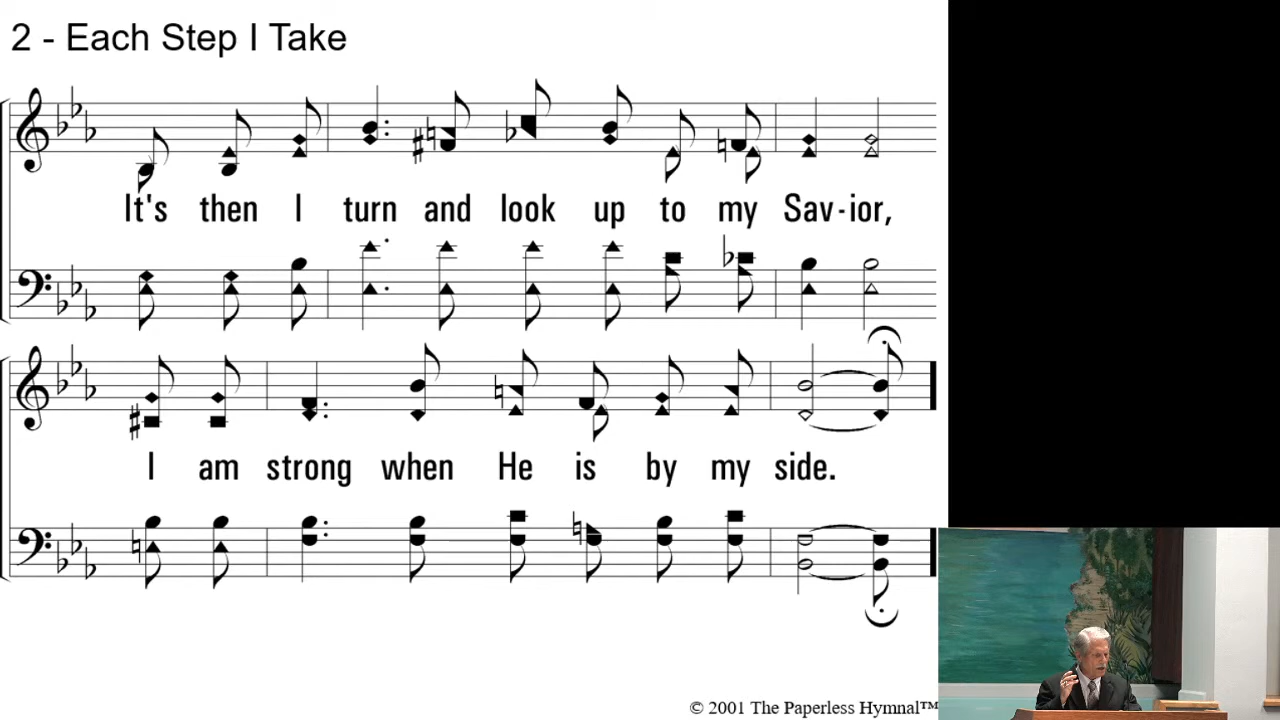 2 - Each Step I Take
It's then I turn and look up to my Sav-ior,
I am strong when He is by my side.
© 2001 The Paperless Hymnal™